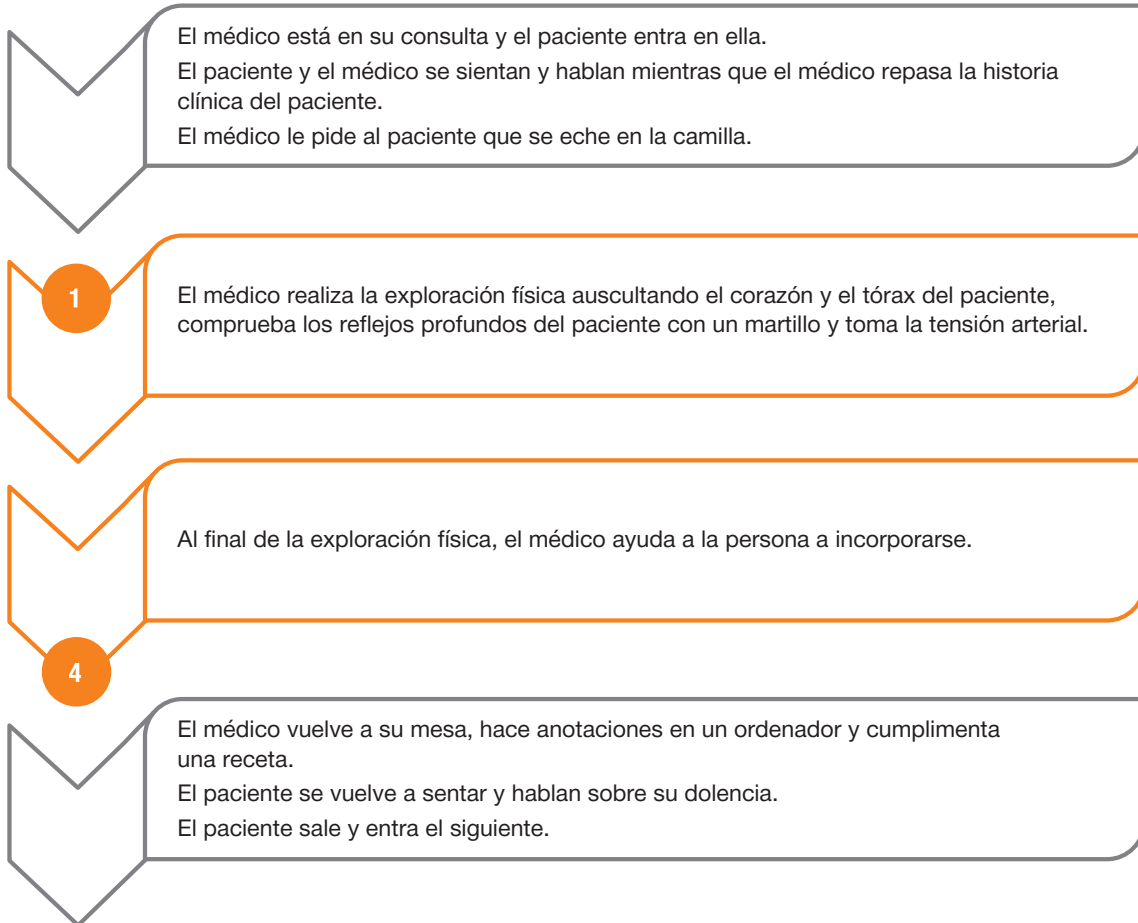 El médico está en su consulta y el paciente entra en ella.
El paciente y el médico se sientan y hablan mientras que el médico repasa la historia
clínica del paciente.
El médico le pide al paciente que se eche en la camilla.
1
El médico realiza la exploración física auscultando el corazón y el tórax del paciente,
comprueba los reflejos profundos del paciente con un martillo y toma la tensión arterial.
Al final de la exploración física, el médico ayuda a la persona a incorporarse.
4
El médico vuelve a su mesa, hace anotaciones en un ordenador y cumplimenta
una receta.
El paciente se vuelve a sentar y hablan sobre su dolencia.
El paciente sale y entra el siguiente.